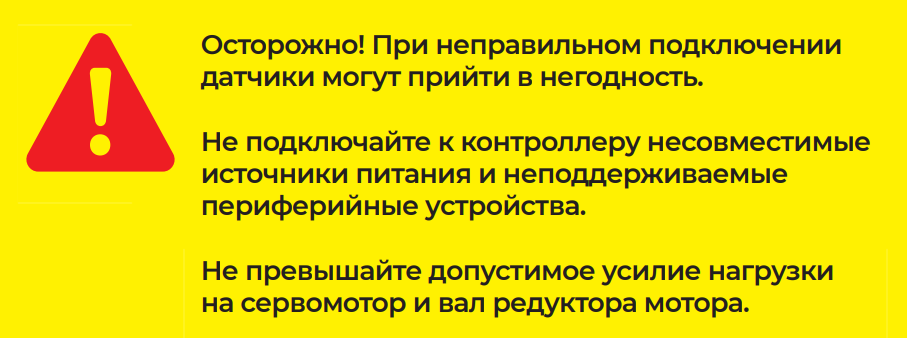 Осторожно! При неправильном подключении
датчики могут прийти в негодность.
Не подключайте к контроллеру несовместимые
источники питания и неподдерживаемые
периферийные устройства.
Не превышайте допустимое усилие нагрузки
на сервомотор и вал редуктора мотора.